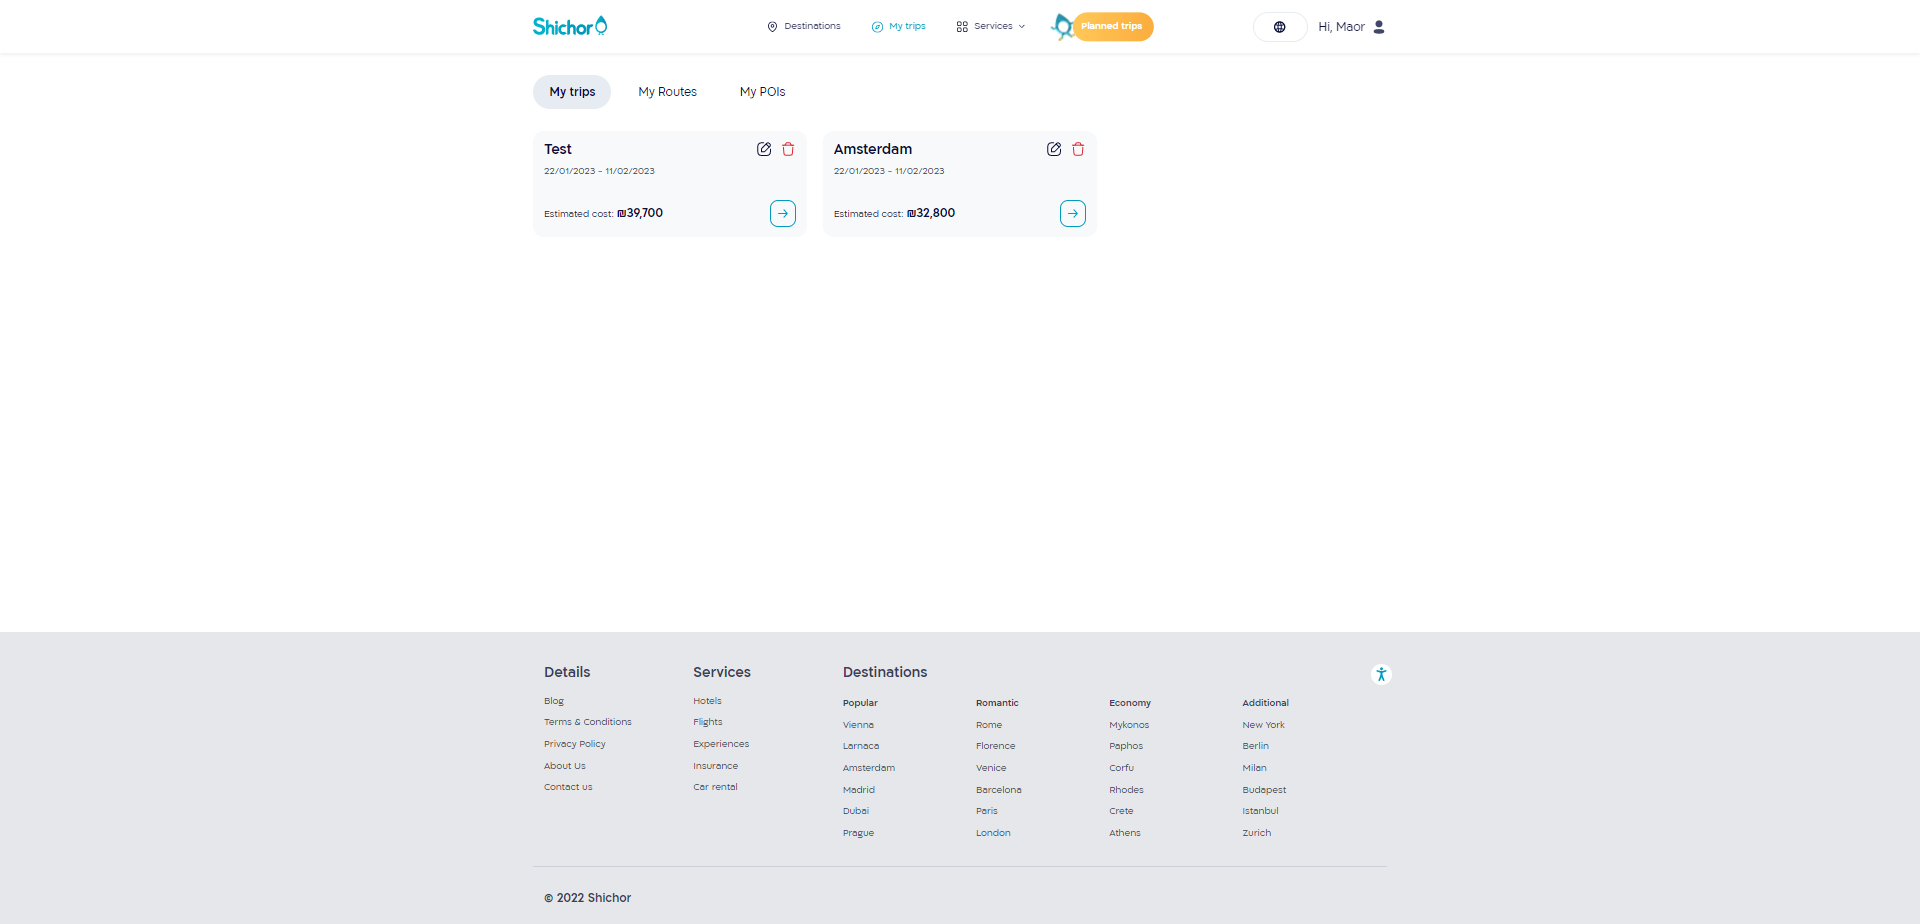 Shichor
Destinations
My trips
Services
Planned trips
Hi, Maor
My trips
My Routes
My POIs
Test
22/01/2023 - 11/02/2023
Estimated cost: ₪39,700
Amsterdam
22/01/2023 - 11/02/2023
Estimated cost: ₪32,800
Details
Blog
Terms & Conditions
Privacy Policy
About Us
Contact us
Services
Hotels
Flights
Experiences
Insurance
Car rental
Destinations
Popular
Vienna
Larnaca
Amsterdam
Madrid
Dubai
Prague
Romantic
Rome
Florence
Venice
Barcelona
Paris
London
Economy
Mykonos
Paphos
Corfu
Rhodes
Crete
Athens
Additional
New York
Berlin
Milan
Budapest
Istanbul
Zurich
© 2022 Shichor